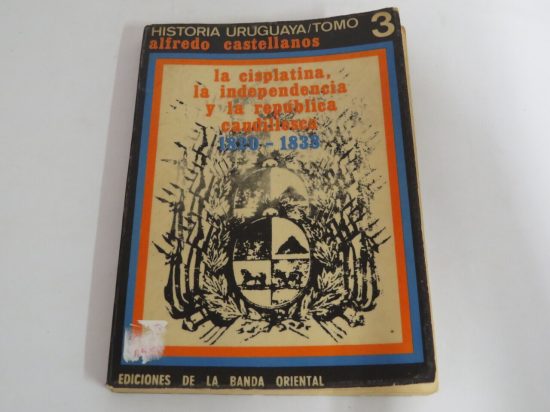 HISTORIA URUGUAYA/TOMO 3
alfredo castellanos
la cisplatina,
la independencia
y la república
caudillesca
1820 - 1838
EDICIONES DE LA BANDA ORIENTAL